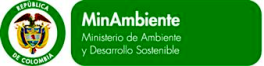 REPÚBLICA
DE COLOMBIA
MinAmbiente
Ministerio de Ambiente
y Desarrollo Sostenible